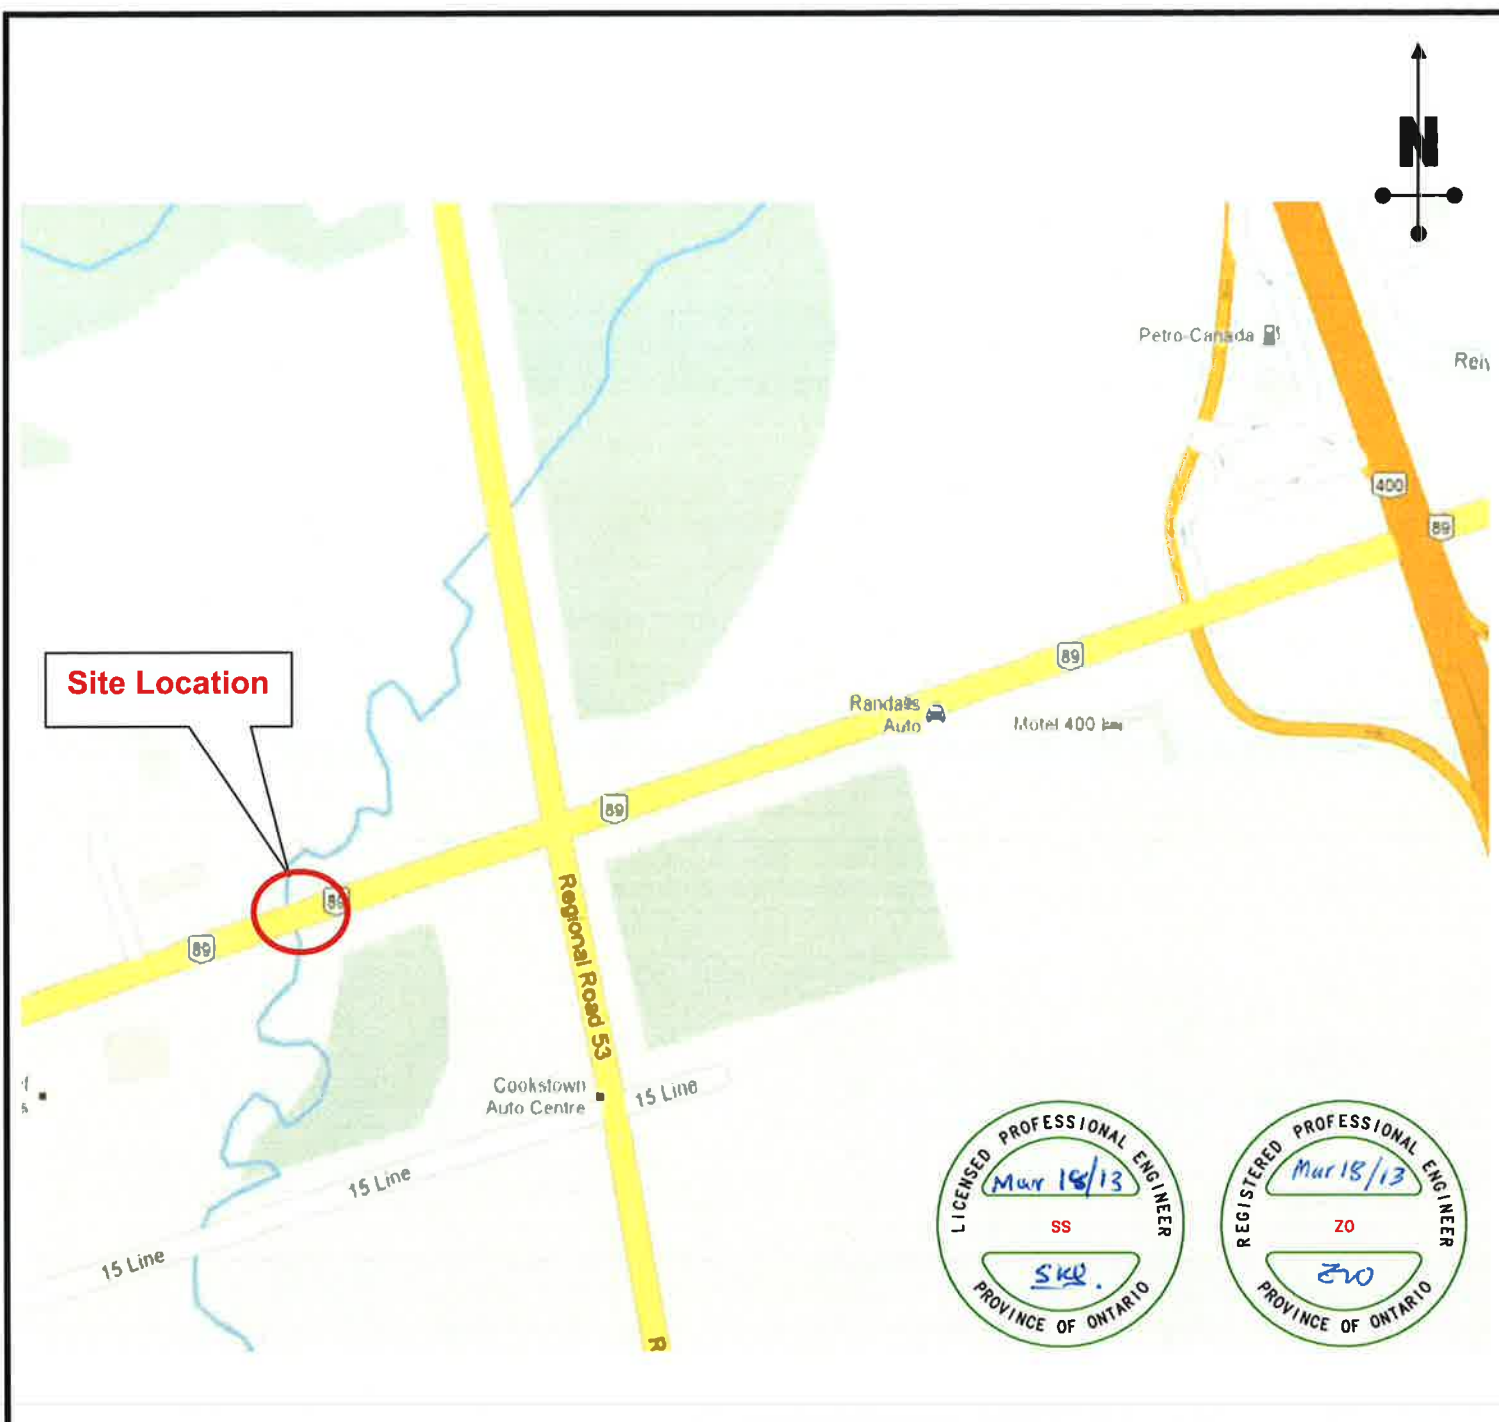 N
Petro-Canada
400
89
89
Site Location
Randalls
Auto
Motel 400
89
89
89
Regional Road 53
Cookstown
Auto Centre
15 Line
15 Line
15 Line
R
LICENSED PROFESSIONAL ENGINEER
Mar 18/13
SS
PROVINCE OF ONTARIO
REGISTERED PROFESSIONAL ENGINEER
Mar 18/13
ZO
PROVINCE OF ONTARIO